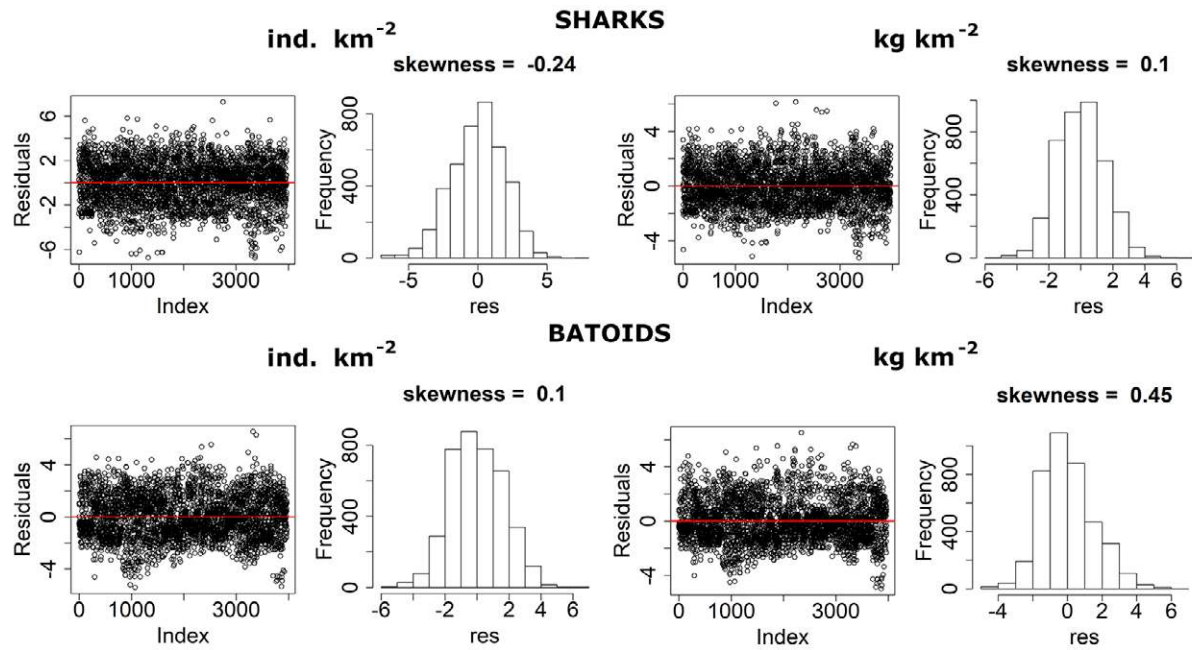 SHARKS
ind. km-2
kg km-2
skewness = -0.24
skewness = 0.1
Residuals
6
2
-2
-6
0 1000 3000
Index
Frequency
800
400
0
-5 0 5
res
Residuals
4
0
-4
0 1000 3000
Index
Frequency
1000
400
0
-6 -2 0 2 4 6
res
BATOIDS
ind. km-2
kg km-2
skewness = 0.1
skewness = 0.45
Residuals
4
0
-4
0 1000 3000
Index
Frequency
800
400
0
-6 -2 2 6
res
Residuals
4
0
-4
0 1000 3000
Index
Frequency
800
400
0
-4 0 2 4 6
res